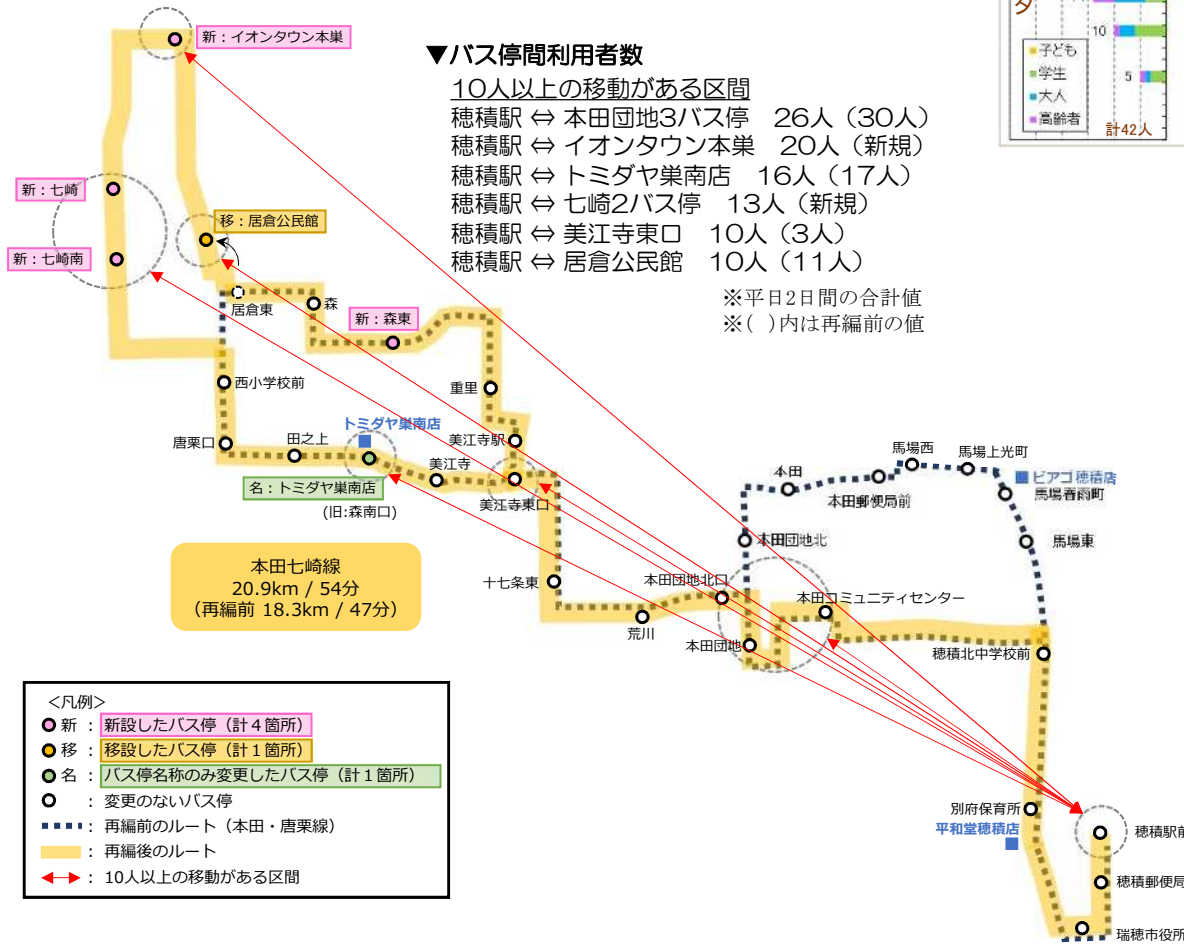 新：イオンタウン本巣
▼バス停間利用者数
10人以上の移動がある区間
穂積駅 ⇔ 本田団地3バス停　26人（30人）
穂積駅 ⇔ イオンタウン本巣　20人（新規）
穂積駅 ⇔ トミダヤ巣南店　16人（17人）
穂積駅 ⇔ 七崎2バス停　13人（新規）
穂積駅 ⇔ 美江寺東口　10人（3人）
穂積駅 ⇔ 居倉公民館　10人（11人）
※平日2日間の合計値
※( )内は再編前の値
タ
10
5
子ども
学生
大人
高齢者
計42人
新：七崎
移：居倉公民館
新：七崎南
居倉東
森
新：森東
西小学校前
重里
トミダヤ巣南店
唐栗口
田之上
美江寺駅
美江寺
名：トミダヤ巣南店
(旧:森南口)
美江寺東口
馬場西
馬場上光町
本田
本田郵便局前
ピアゴ穂積店
馬場春雨町
本田団地北
馬場東
本田七崎線
20.9km / 54分
（再編前 18.3km / 47分）
十七条東
本田団地北口
本田コミュニティセンター
荒川
本田団地
穂積北中学校前
別府保育所
平和堂穂積店
穂積駅前
穂積郵便局
瑞穂市役所
＜凡例＞
新 ： 新設したバス停（計４箇所）
移 ： 移設したバス停（計１箇所）
名 ： バス停名称のみ変更したバス停（計１箇所）
： 変更のないバス停
： 再編前のルート（本田・唐栗線）
： 再編後のルート
： 10人以上の移動がある区間